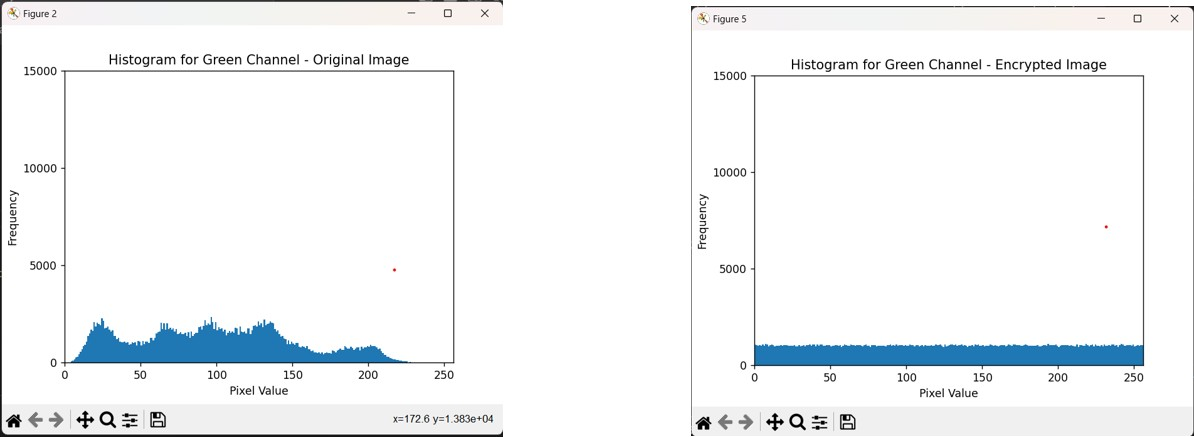 Figure 2
Histogram for Green Channel - Original Image
15000
10000
5000
0
Frequency
0 50 100 150 200 250
Pixel Value
x=172.6 y=1.383e+04
Figure 5
Histogram for Green Channel - Encrypted Image
15000
10000
5000
0
Frequency
0 50 100 150 200 250
Pixel Value